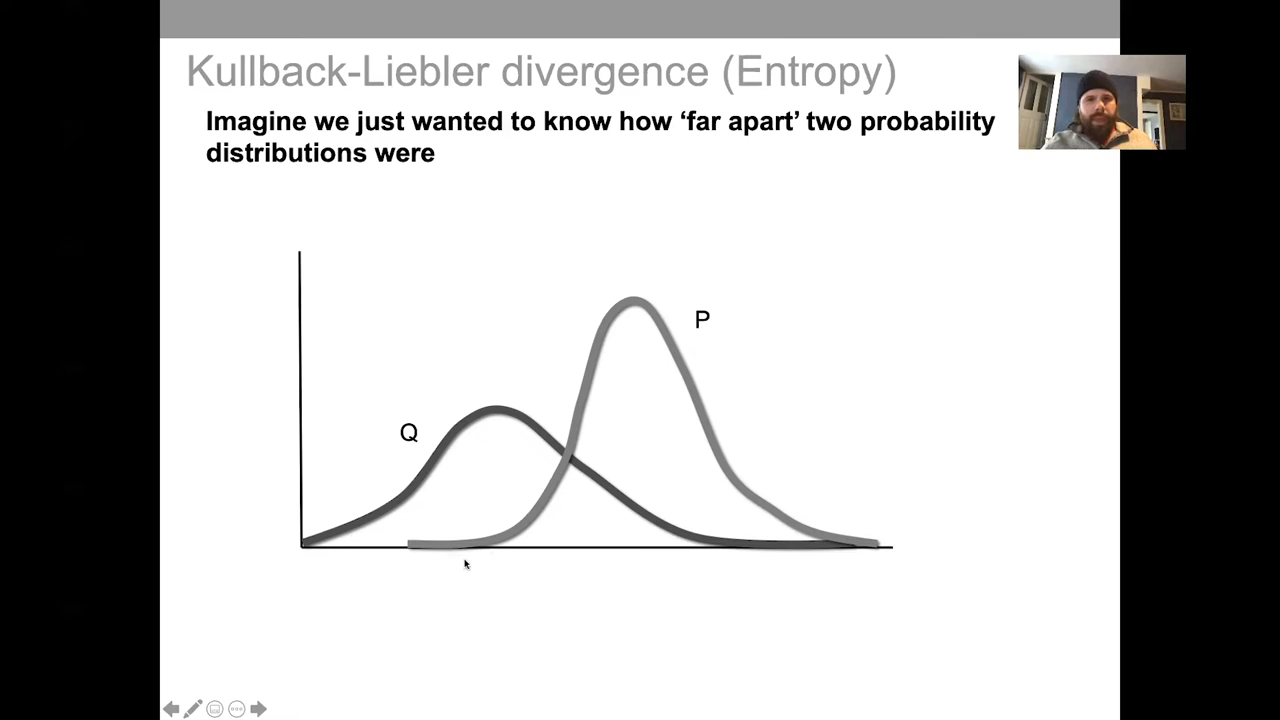 Kullback-Liebler divergence (Entropy)
Imagine we just wanted to know how ‘far apart’ two probability
distributions were
P
Q